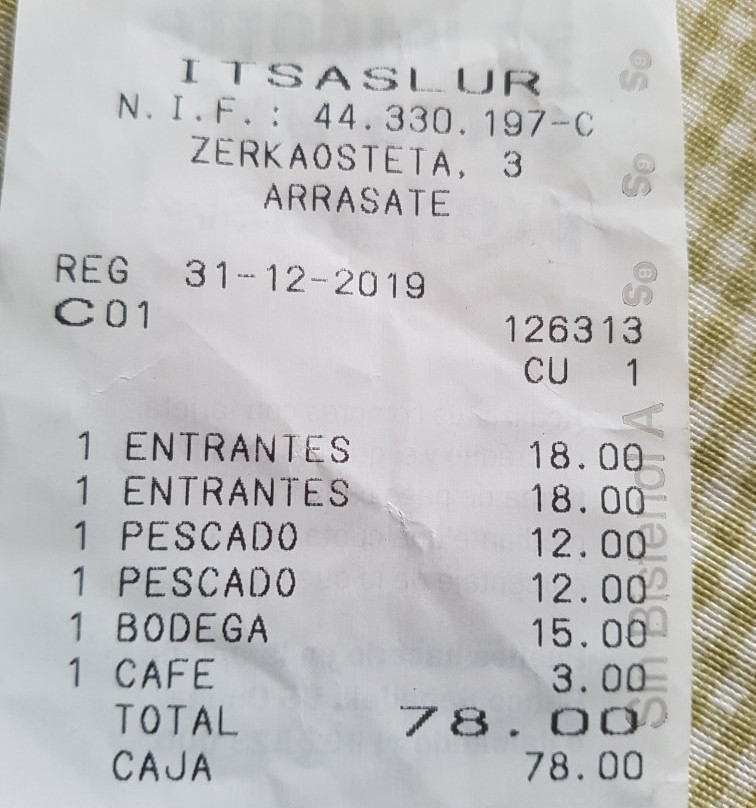 ITSASLUR
N.I.F.: 44.330.197-C
ZERKAOSTETA, 3
ARRASATE
REG 31-12-2019
C01 126313
CU 1
1 ENTRANTES 18.00
1 ENTRANTES 18.00
1 PESCADO 12.00
1 PESCADO 12.00
1 BODEGA 15.00
1 CAFE 3.00
TOTAL 78.00
CAJA 78.00
Sin Bisfenol A